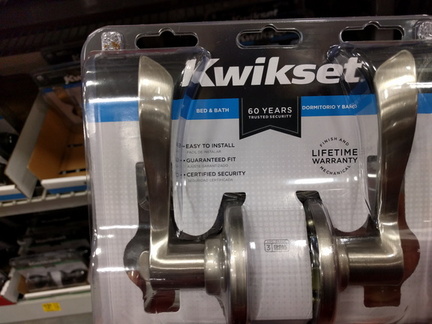 Kwikset
BED & BATH
60 YEARS
TRUSTED SECURITY
DORMITORIO Y BAÑO
EASY TO INSTALL
GUARANTEED FIT
CERTIFIED SECURITY
FINISH AND
LIFETIME
WARRANTY
MECHANICAL
3